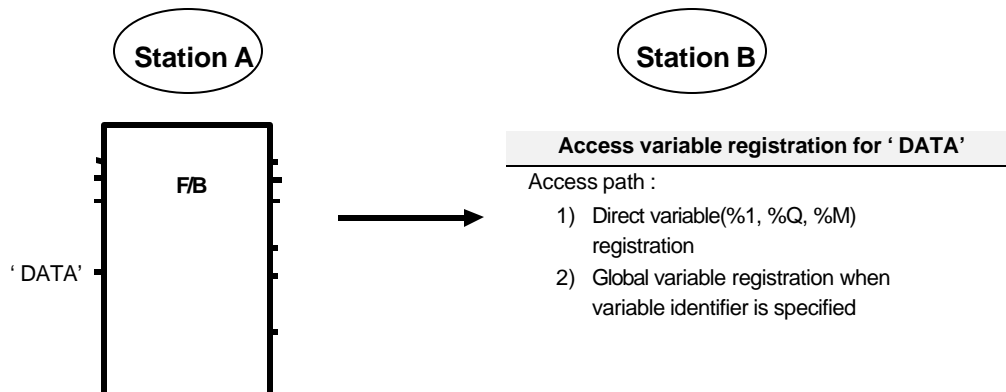 Station A
Station B
Access variable registration for ‘ DATA’
F/B
Access path :
1) Direct variable(%1, %Q, %M)
registration
2) Global variable registration when
variable identifier is specified
‘ DATA’